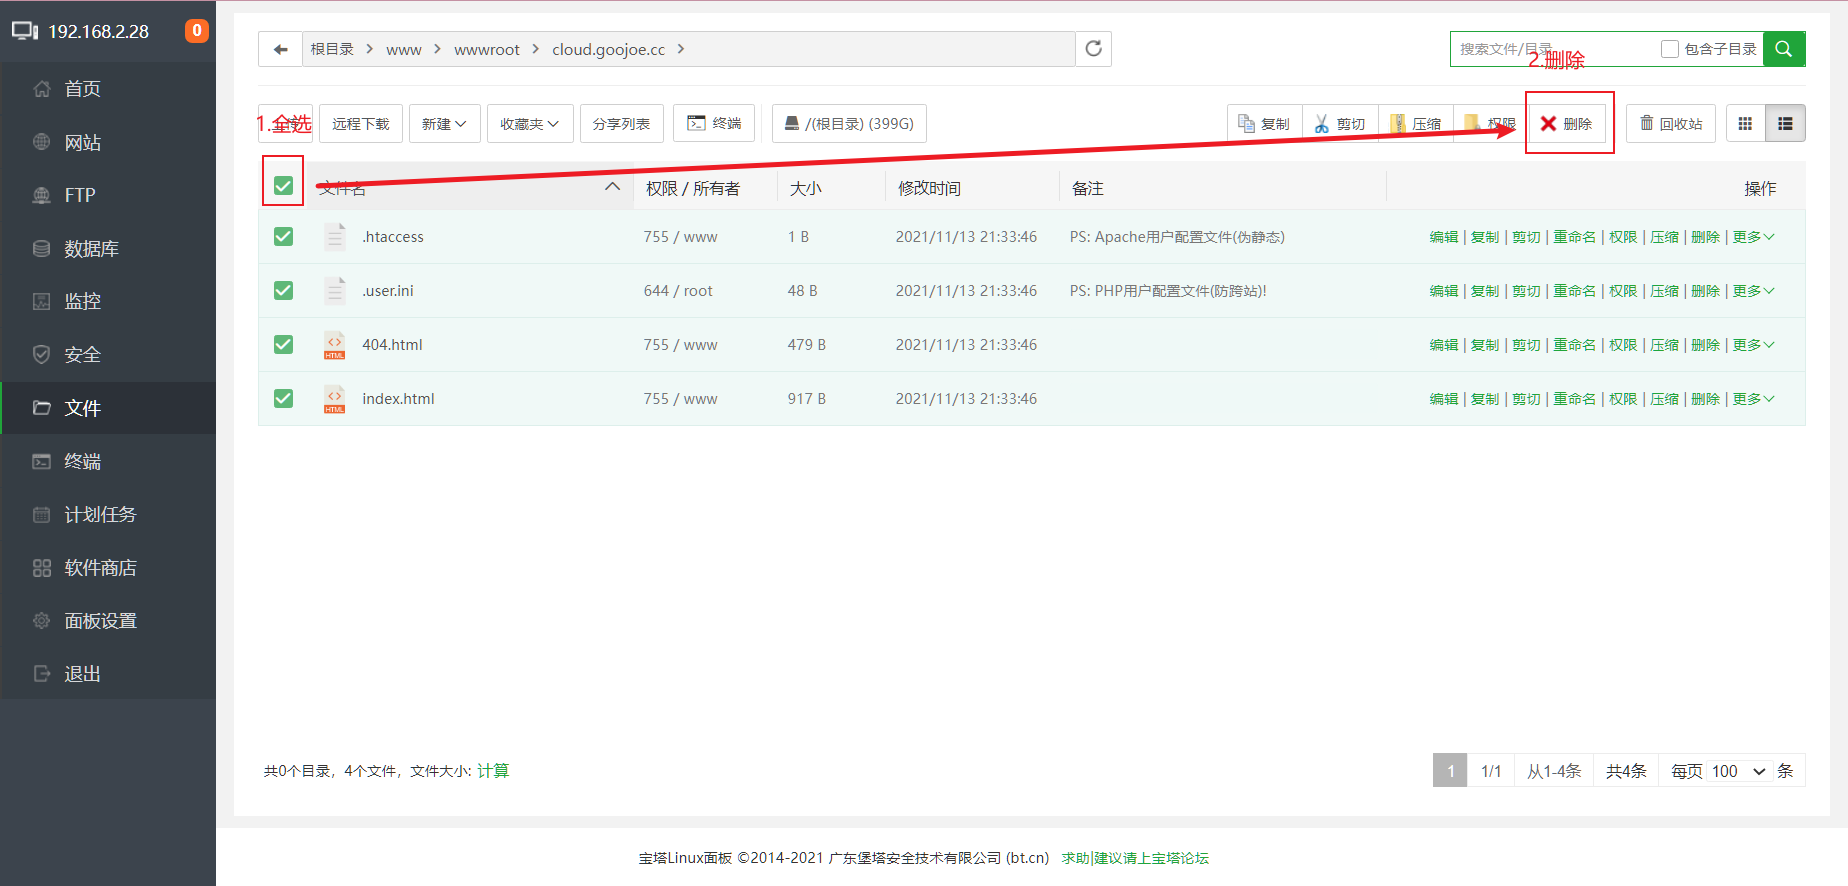 192.168.2.28
0
首页
网站
FTP
数据库
监控
安全
文件
终端
计划任务
软件商店
面板设置
退出
根目录 > www > wwwroot > cloud.goojoe.cc >
搜索文件/目录
包含子目录
2.删除
1.全选
远程下载
新建
收藏夹
分享列表
终端
/(根目录) (399G)
复制
剪切
压缩
权限
删除
回收站
文件名 权限 / 所有者 大小 修改时间 备注 操作
.htaccess 755 / www 1 B 2021/11/13 21:33:46 PS: Apache用户配置文件(伪静态) 编辑 | 复制 | 剪切 | 重命名 | 权限 | 压缩 | 删除 | 更多
.user.ini 644 / root 48 B 2021/11/13 21:33:46 PS: PHP用户配置文件(防跨站)! 编辑 | 复制 | 剪切 | 重命名 | 权限 | 压缩 | 删除 | 更多
HTML 404.html 755 / www 479 B 2021/11/13 21:33:46 编辑 | 复制 | 剪切 | 重命名 | 权限 | 压缩 | 删除 | 更多
HTML index.html 755 / www 917 B 2021/11/13 21:33:46 编辑 | 复制 | 剪切 | 重命名 | 权限 | 压缩 | 删除 | 更多
共0个目录，4个文件，文件大小: 计算
1 1/1 从1-4条 共4条 每页 100 条
宝塔Linux面板 ©2014-2021 广东堡塔安全技术有限公司 (bt.cn) 求助|建议请上宝塔论坛